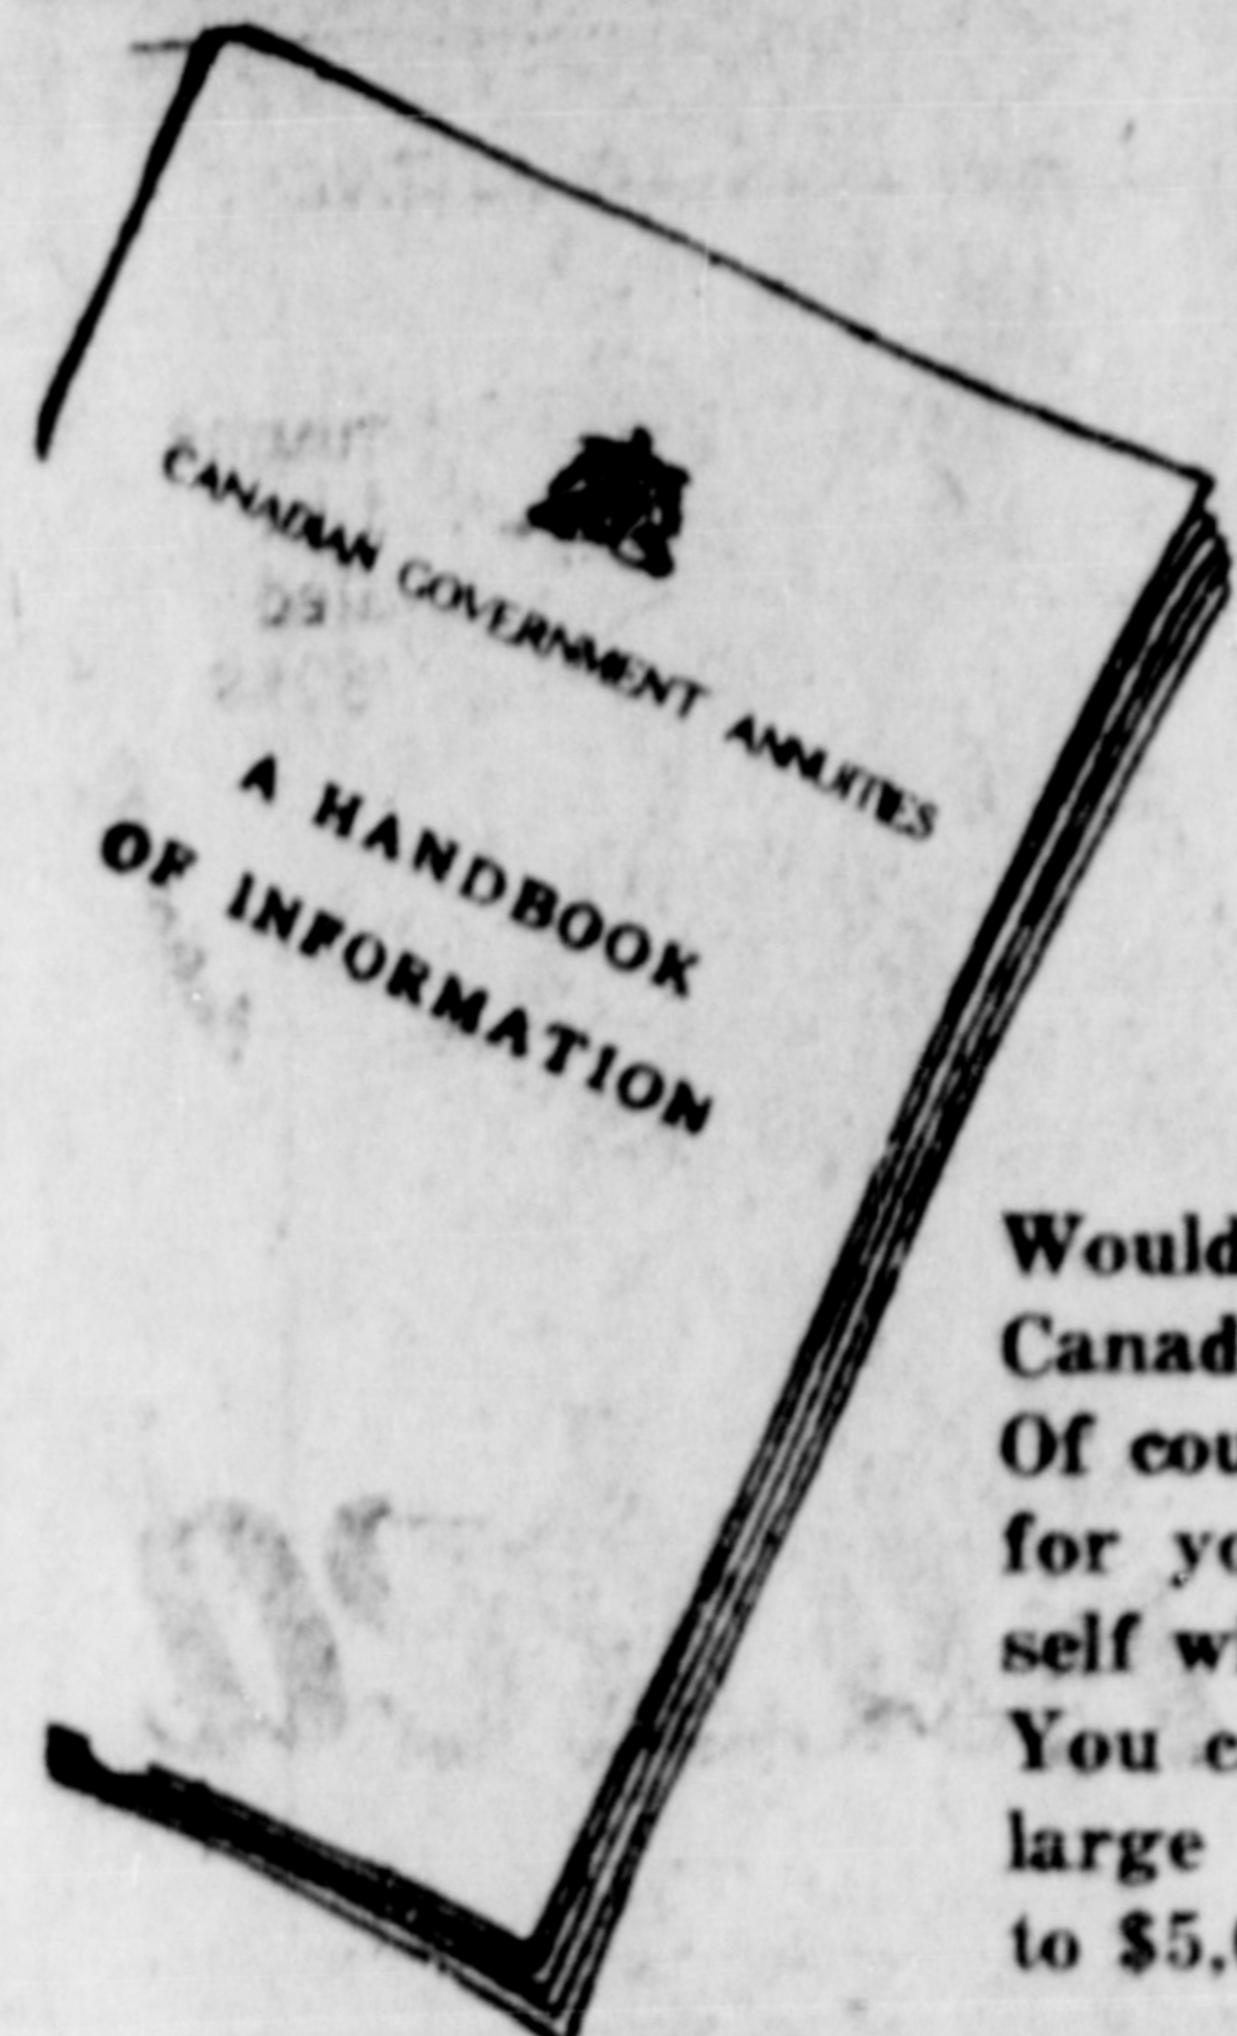 CANADIAN GOVERNMENT ANNUITIES
A HANDBOOK
OF INFORMATION
Would
Canad
Of cou
for yo
self w
You c
large
to $5,